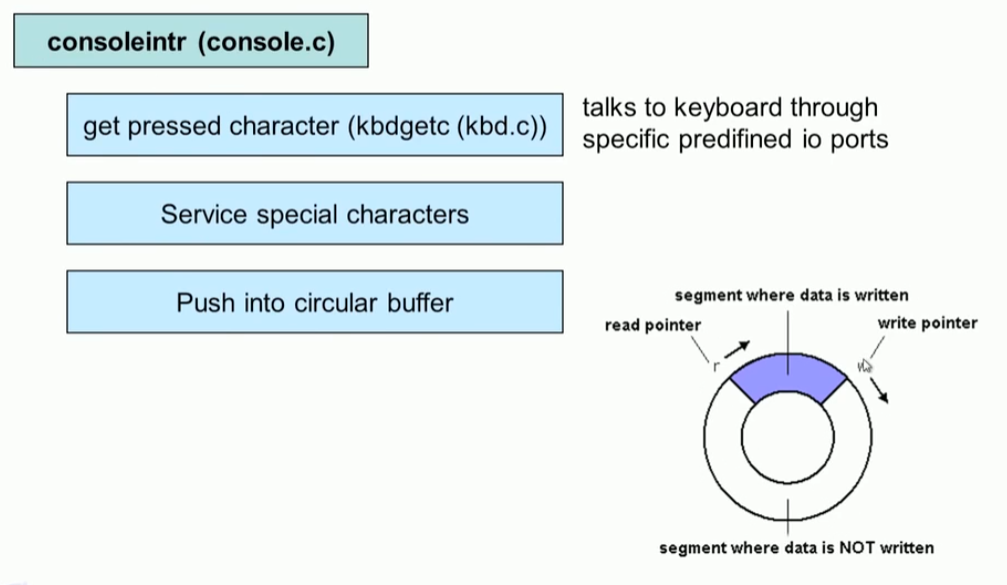 consoleintr (console.c)
get pressed character (kbdgetc (kbd.c))
talks to keyboard through
specific predifined io ports
Service special characters
Push into circular buffer
segment where data is written
read pointer
write pointer
r
segment where data is NOT written